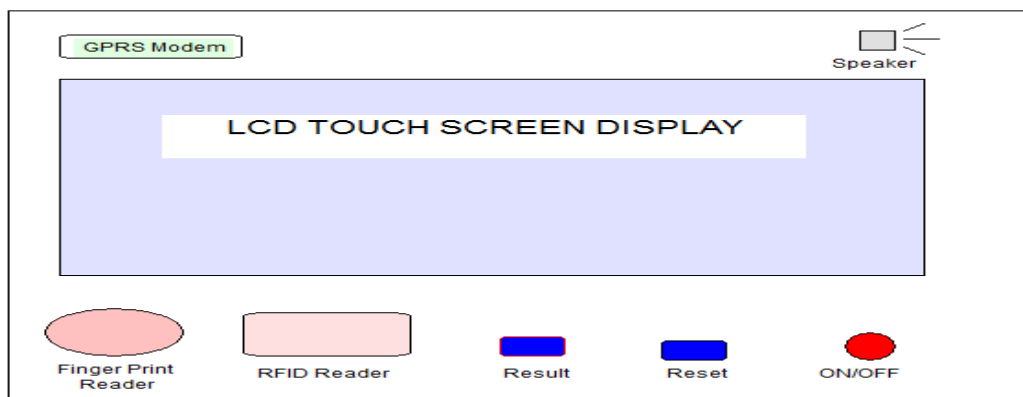 GPRS Modem
Speaker
LCD TOUCH SCREEN DISPLAY
Finger Print
Reader
RFID Reader
Result
Reset
ON/OFF